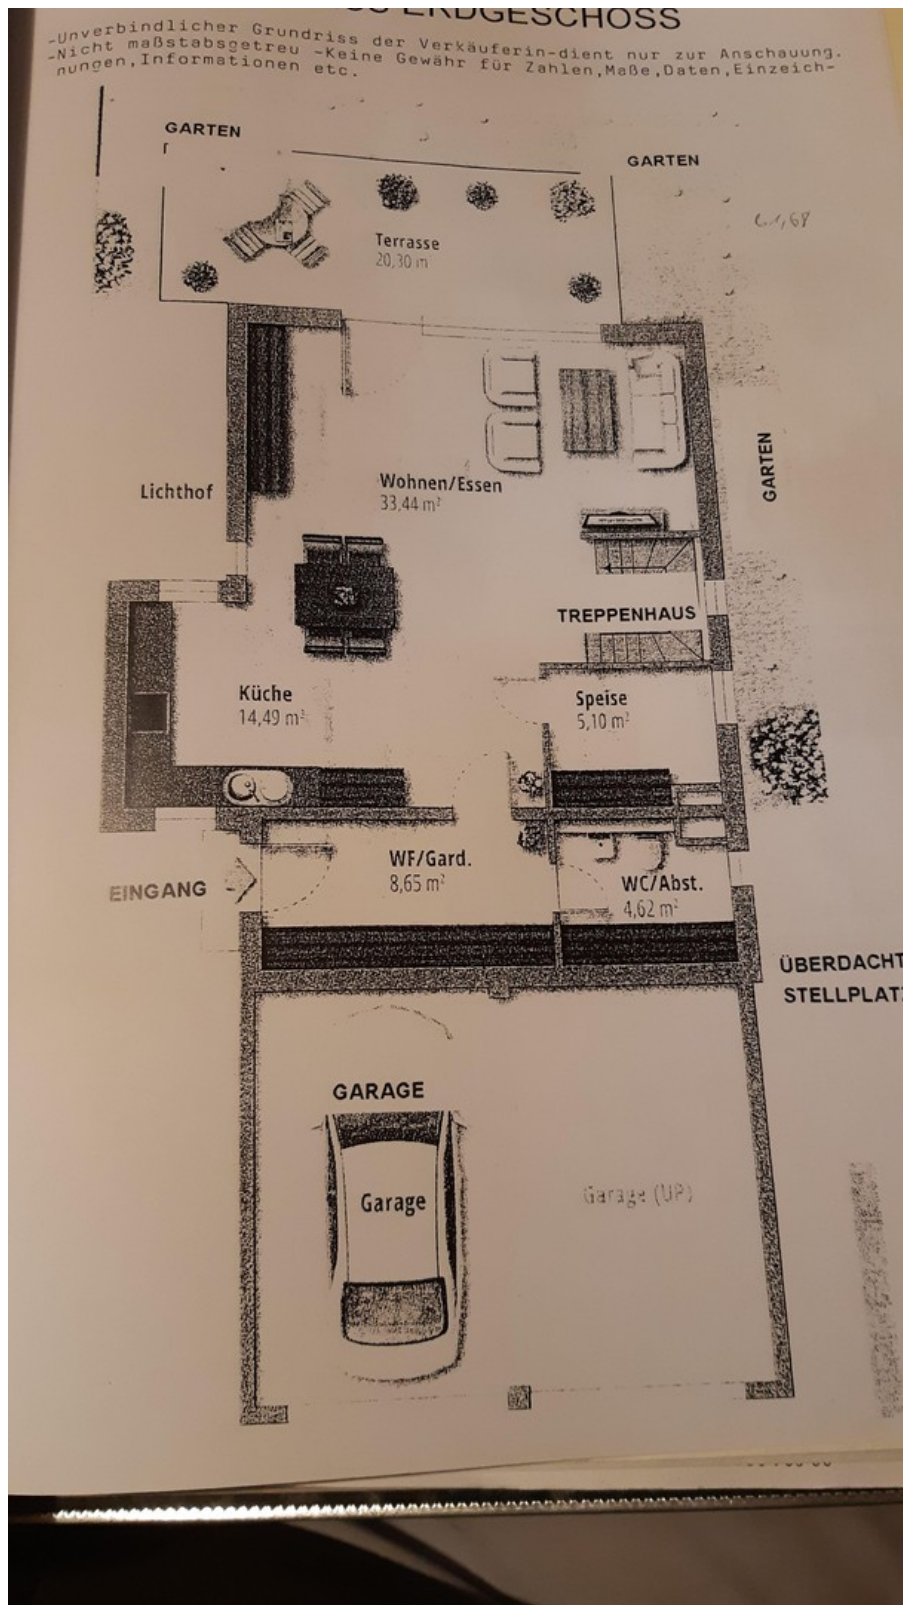 ERDGESCHOSS
-Unverbindlicher Grundriss der Verkäuferin-dient nur zur Anschauung.
-Nicht maßstabsgetreu -Keine Gewähr für Zahlen,Maße,Daten,Einzeich-
nungen,Informationen etc.
GARTEN
GARTEN
Terrasse
20,30 m
Lichthof
Wohnen/Essen
33,44 m²
GARTEN
TREPPENHAUS
Küche
14,49 m²
Speise
5,10 m²
WF/Gard.
8,65 m²
EINGANG
WC/Abst.
4,62 m²
ÜBERDACHT
STELLPLATZ
GARAGE
Garage
Garage (UP)